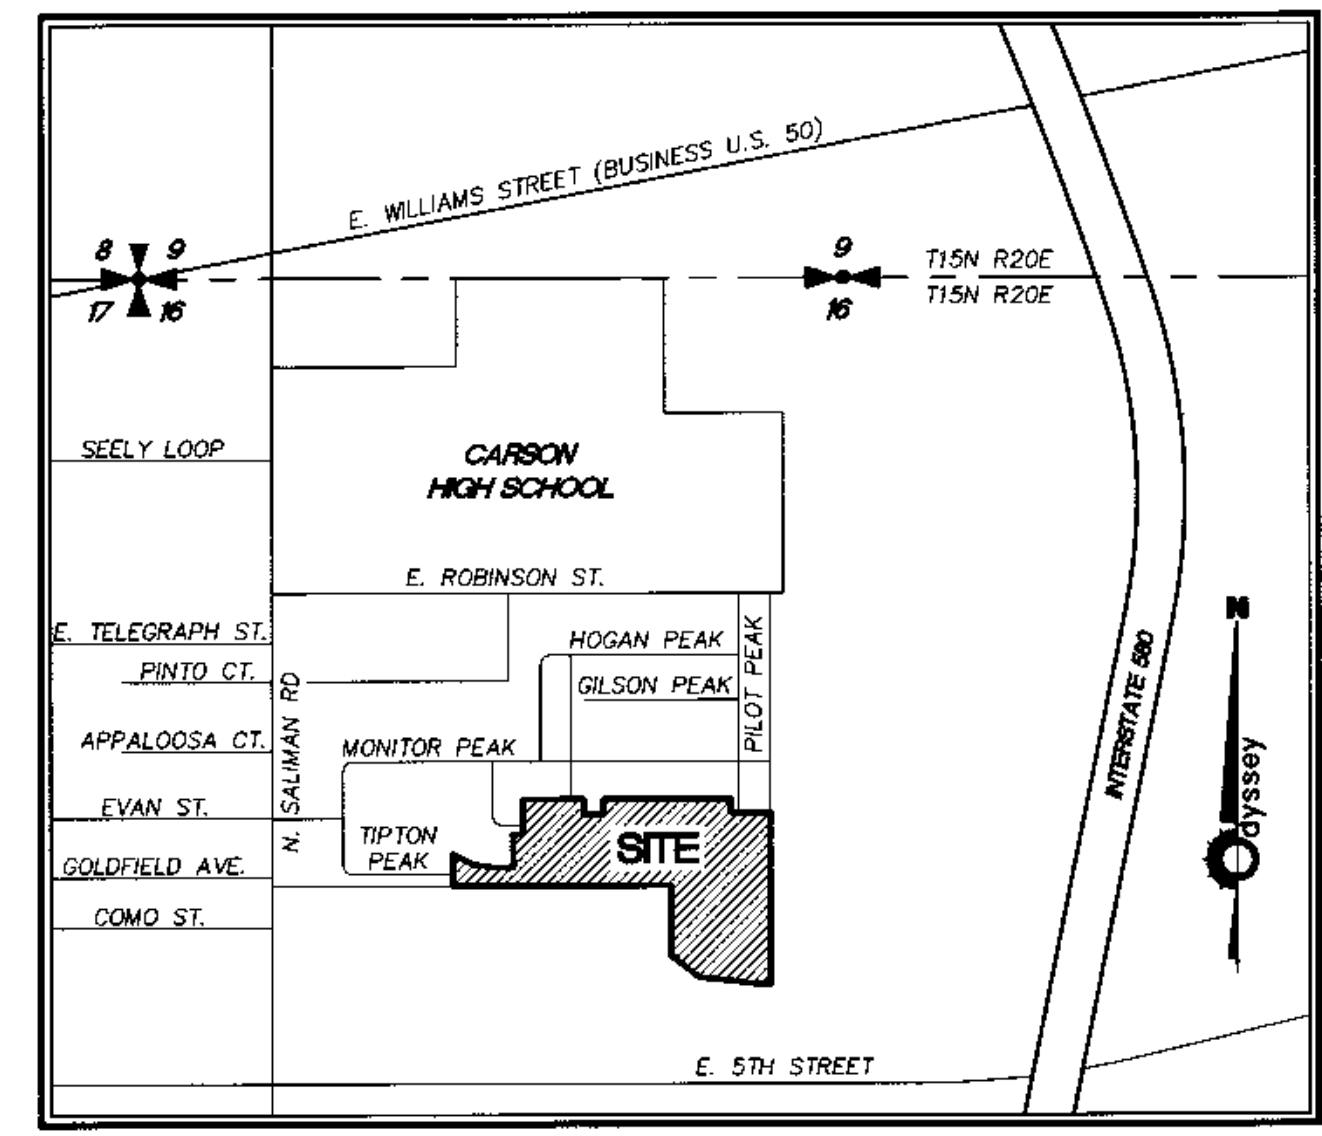 E. WILLIAMS STREET (BUSINESS U.S. 50)
8 9
17 16
9
16
T15N R20E
T15N R20E
SEELY LOOP
CARSON
HIGH SCHOOL
E. ROBINSON ST.
E. TELEGRAPH ST.
PINTO CT.
APPALOOSA CT.
EVAN ST.
GOLDFIELD AVE.
COMO ST.
N. SALIMAN RD
HOGAN PEAK
GILSON PEAK
PILOT PEAK
MONITOR PEAK
TIPTON
PEAK
SITE
INTERSTATE 580
N
Odyssey
E. 5TH STREET